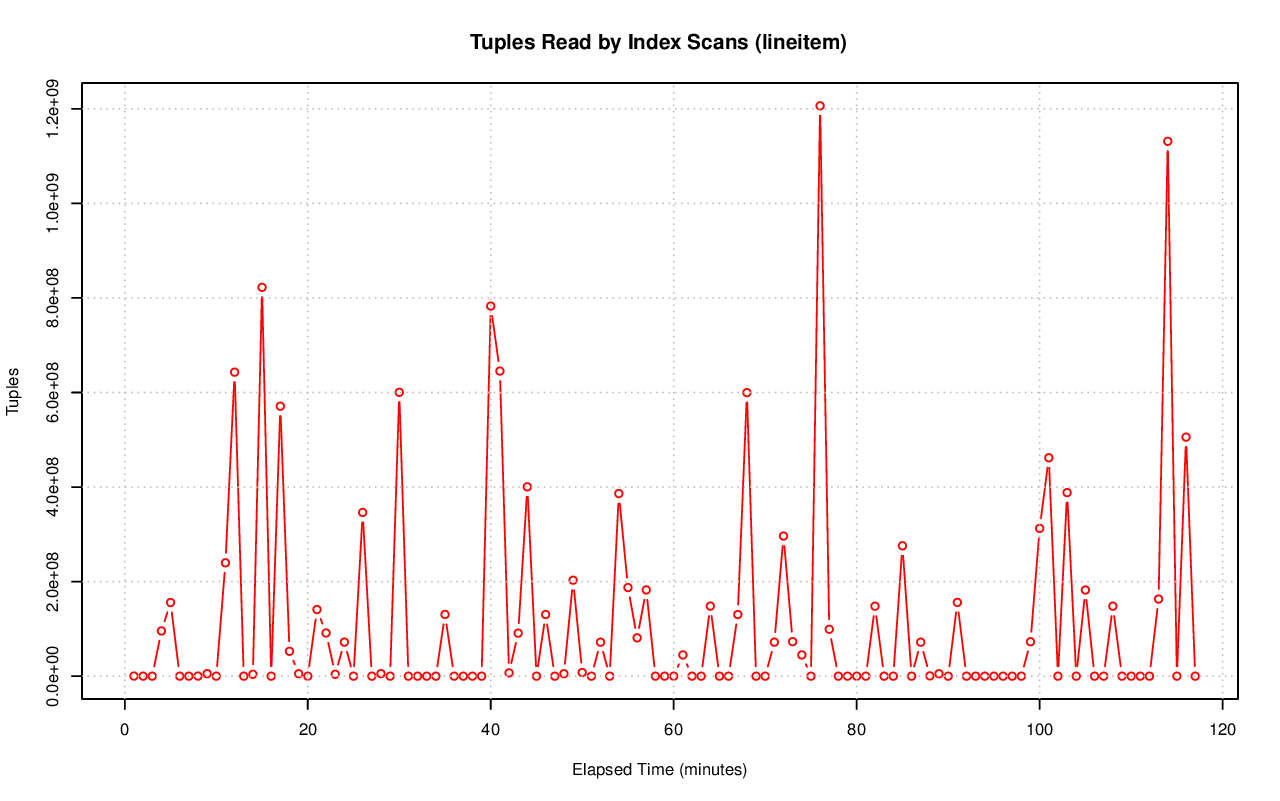 Tuples Read by Index Scans (lineitem)
1.2e+09
1.0e+09
8.0e+08
6.0e+08
4.0e+08
2.0e+08
0.0e+00
Tuples
0 20 40 60 80 100 120
Elapsed Time (minutes)